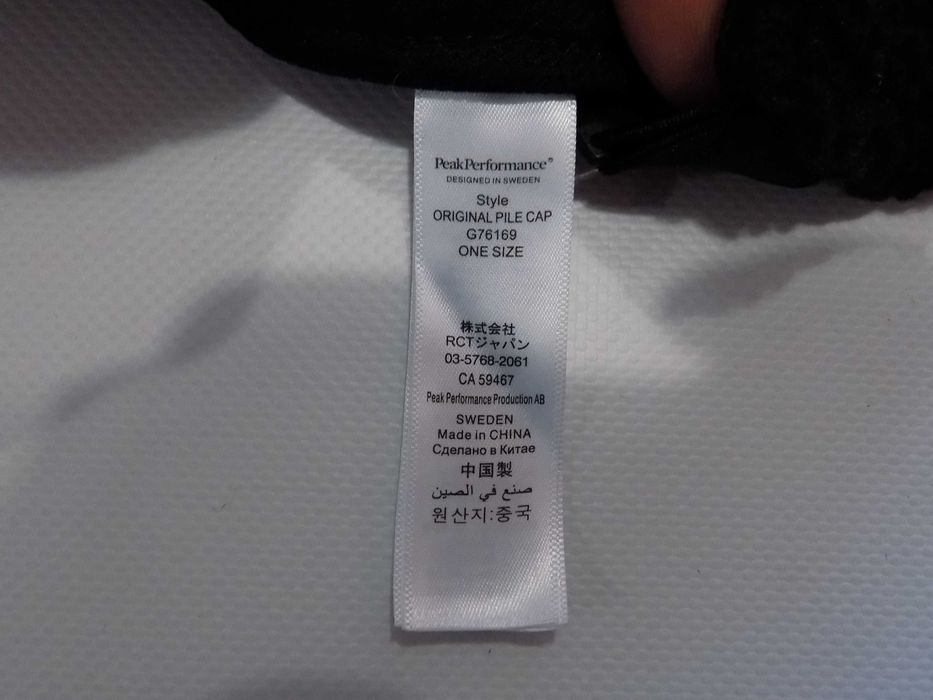 PeakPerformance®
DESIGNED IN SWEDEN
Style
ORIGINAL PILE CAP
G76169
ONE SIZE
株式会社
RCTジャパン
03-5768-2061
CA 59467
Peak Performance Production AB
SWEDEN
Made in CHINA
Сделано в Китае
中国製
صنع في الصين
원산지:중국